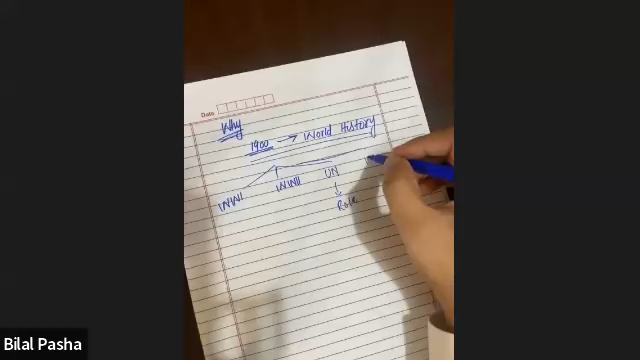 Date
Why
1900 → World History
WWI WWII UN
↓
Role
Bilal Pasha